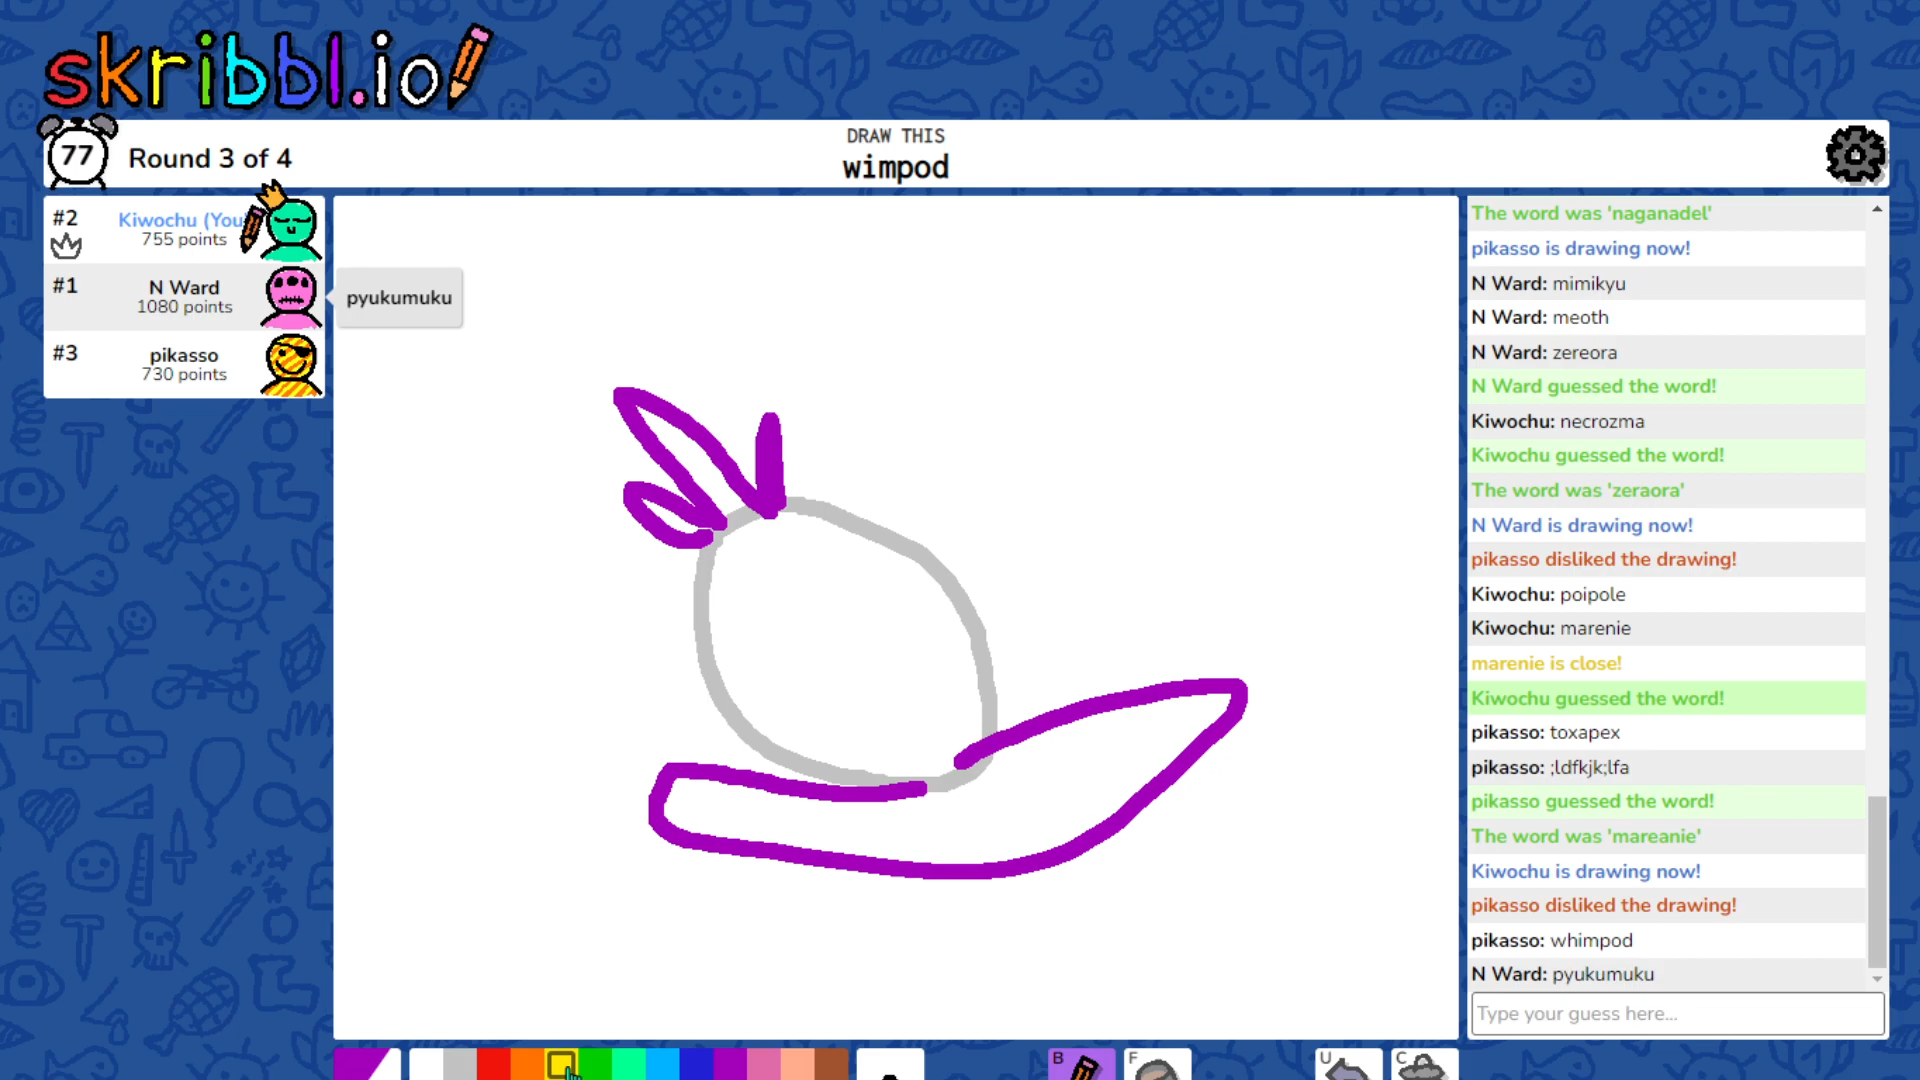 skribbl.io
77
Round 3 of 4
DRAW THIS
wimpod
#2
Kiwochu (You
755 points
#1
N Ward
1080 points
pyukumuku
#3
pikasso
730 points
The word was 'naganadel'
pikasso is drawing now!
N Ward: mimikyu
N Ward: meoth
N Ward: zereora
N Ward guessed the word!
Kiwochu: necrozma
Kiwochu guessed the word!
The word was 'zeraora'
N Ward is drawing now!
pikasso disliked the drawing!
Kiwochu: poipole
Kiwochu: marenie
marenie is close!
Kiwochu guessed the word!
pikasso: toxapex
pikasso: ;ldfkjk;lfa
pikasso guessed the word!
The word was 'mareanie'
Kiwochu is drawing now!
pikasso disliked the drawing!
pikasso: whimpod
N Ward: pyukumuku
Type your guess here...
B
F
U
C